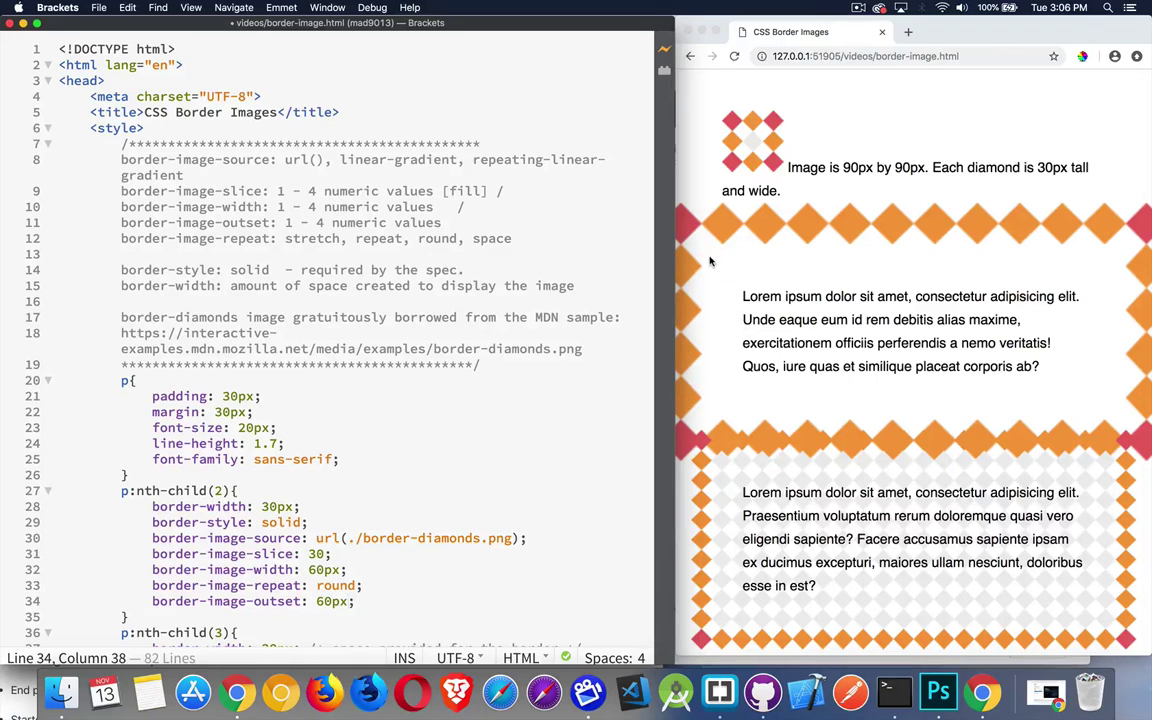 Brackets File Edit Find View Navigate Emmet Window Debug Help 100% Tue 3:06 PM
• videos/border-image.html (mad9013) — Brackets
1 <!DOCTYPE html>
2 <html lang="en">
3 <head>
4 <meta charset="UTF-8">
5 <title>CSS Border Images</title>
6 <style>
7 /*********************************************
8 border-image-source: url(), linear-gradient, repeating-linear-
gradient
9 border-image-slice: 1 - 4 numeric values [fill] /
10 border-image-width: 1 - 4 numeric values /
11 border-image-outset: 1 - 4 numeric values
12 border-image-repeat: stretch, repeat, round, space
13
14 border-style: solid - required by the spec.
15 border-width: amount of space created to display the image
16
17 border-diamonds image gratuitously borrowed from the MDN sample:
18 https://interactive-
examples.mdn.mozilla.net/media/examples/border-diamonds.png
19 *********************************************/
20 p{
21 padding: 30px;
22 margin: 30px;
23 font-size: 20px;
24 line-height: 1.7;
25 font-family: sans-serif;
26 }
27 p:nth-child(2){
28 border-width: 30px;
29 border-style: solid;
30 border-image-source: url(./border-diamonds.png);
31 border-image-slice: 30;
32 border-image-width: 60px;
33 border-image-repeat: round;
34 border-image-outset: 60px;
35 }
36 p:nth-child(3){
Line 34, Column 38 — 82 Lines INS UTF-8 HTML Spaces: 4
CSS Border Images
127.0.0.1:51905/videos/border-image.html
Image is 90px by 90px. Each diamond is 30px tall
and wide.
Lorem ipsum dolor sit amet, consectetur adipisicing elit.
Unde eaque eum id rem debitis alias maxime,
exercitationem officiis perferendis a nemo veritatis!
Quos, iure quas et similique placeat corporis ab?
Lorem ipsum dolor sit amet, consectetur adipisicing elit.
Praesentium voluptatum rerum doloremque quasi vero
eligendi sapiente? Facere accusamus sapiente ipsam
ex ducimus excepturi, maiores ullam nesciunt, doloribus
esse in est?
End p
NOV
13
Ps